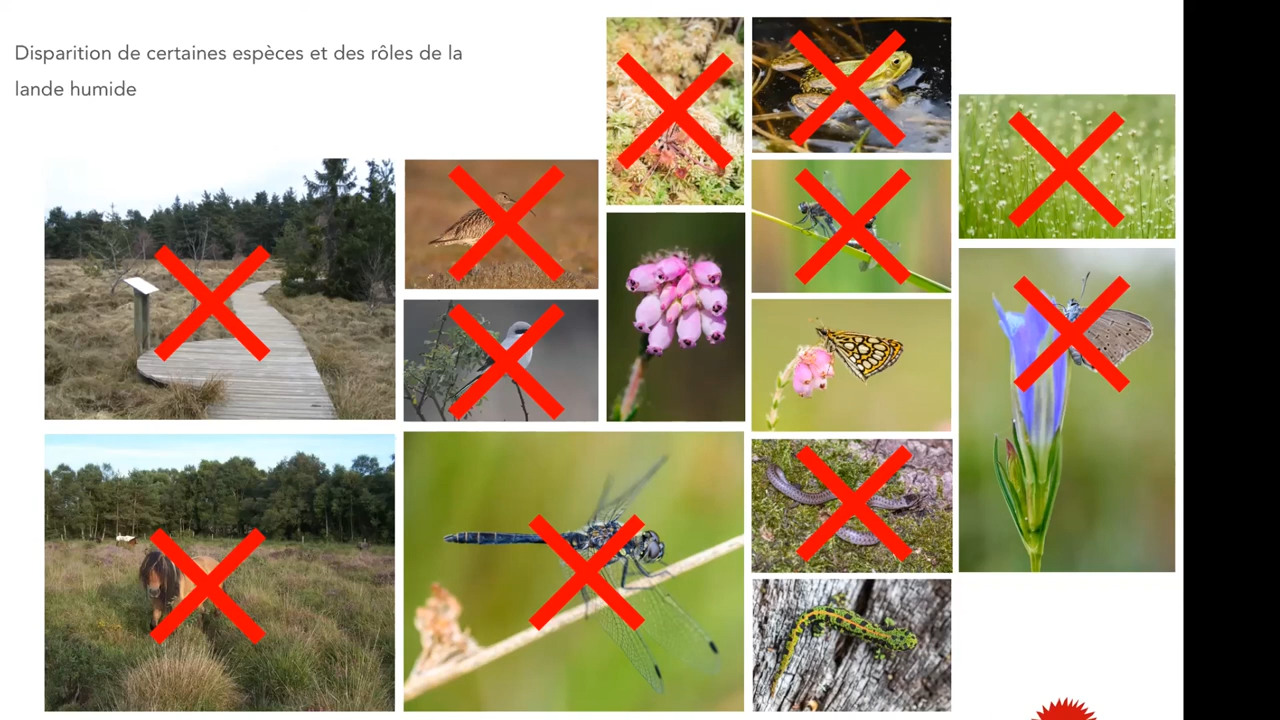 Disparition de certaines espèces et des rôles de la
lande humide